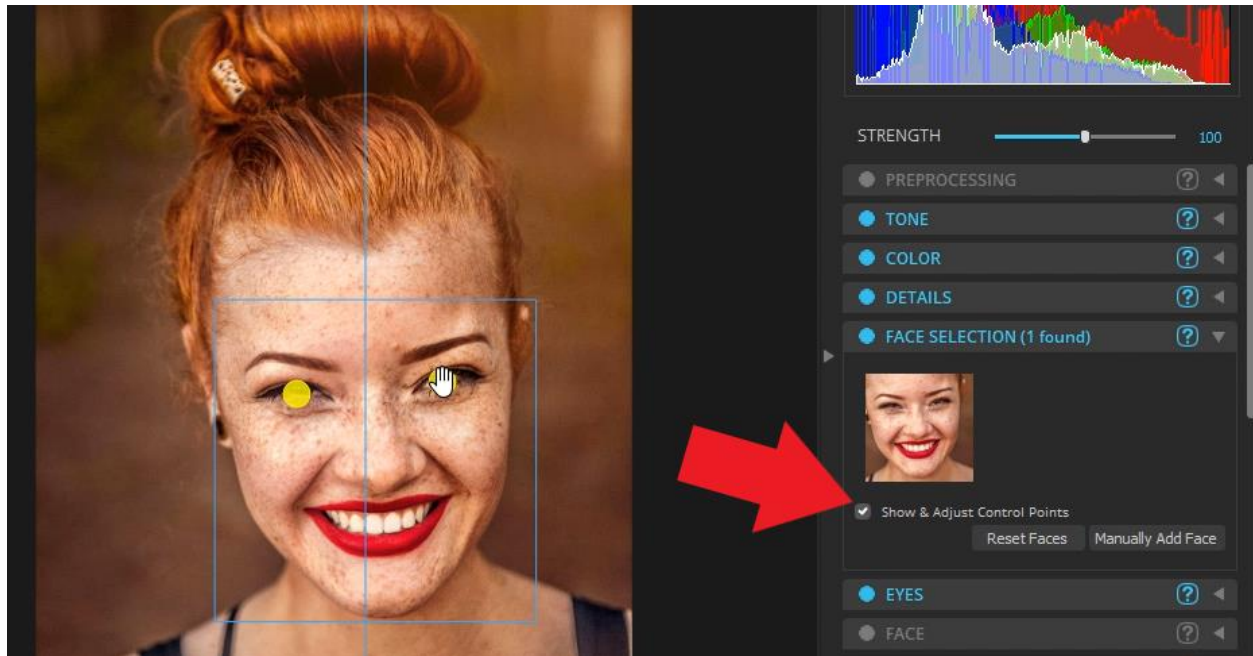 STRENGTH 100
PREPROCESSING ?
TONE ?
COLOR ?
DETAILS ?
FACE SELECTION (1 found) ?
Show & Adjust Control Points
Reset Faces Manually Add Face
EYES ?
FACE ?